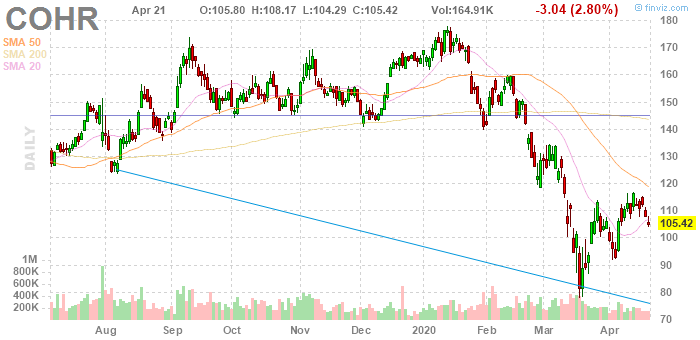 COHR
Apr 21
O:105.80 H:108.17 L:104.29 C:105.42
Vol:164.91K
-3.04 (2.80%)
© finviz.com
SMA 50
SMA 200
SMA 20
DAILY
180
170
160
150
140
130
120
110
105.42
100
90
80
70
1M
800K
600K
400K
200K
Aug
Sep
Oct
Nov
Dec
2020
Feb
Mar
Apr